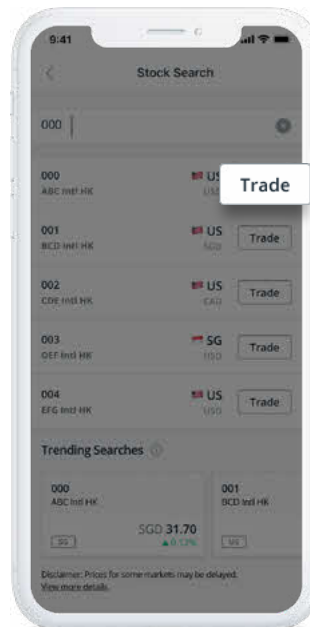 9:41
Stock Search
000
000
US
ABC Intl HK
USD
Trade
001
US
BCD Intl HK
SGD
Trade
002
US
CDE Intl HK
CAD
Trade
003
SG
DEF Intl HK
USD
Trade
004
US
EFG Intl HK
USD
Trade
Trending Searches
000
ABC Intl HK
SGD 31.70
SG
▲0.12%
001
BCD Intl HK
US
Disclaimer: Prices for some markets may be delayed.
View more details.